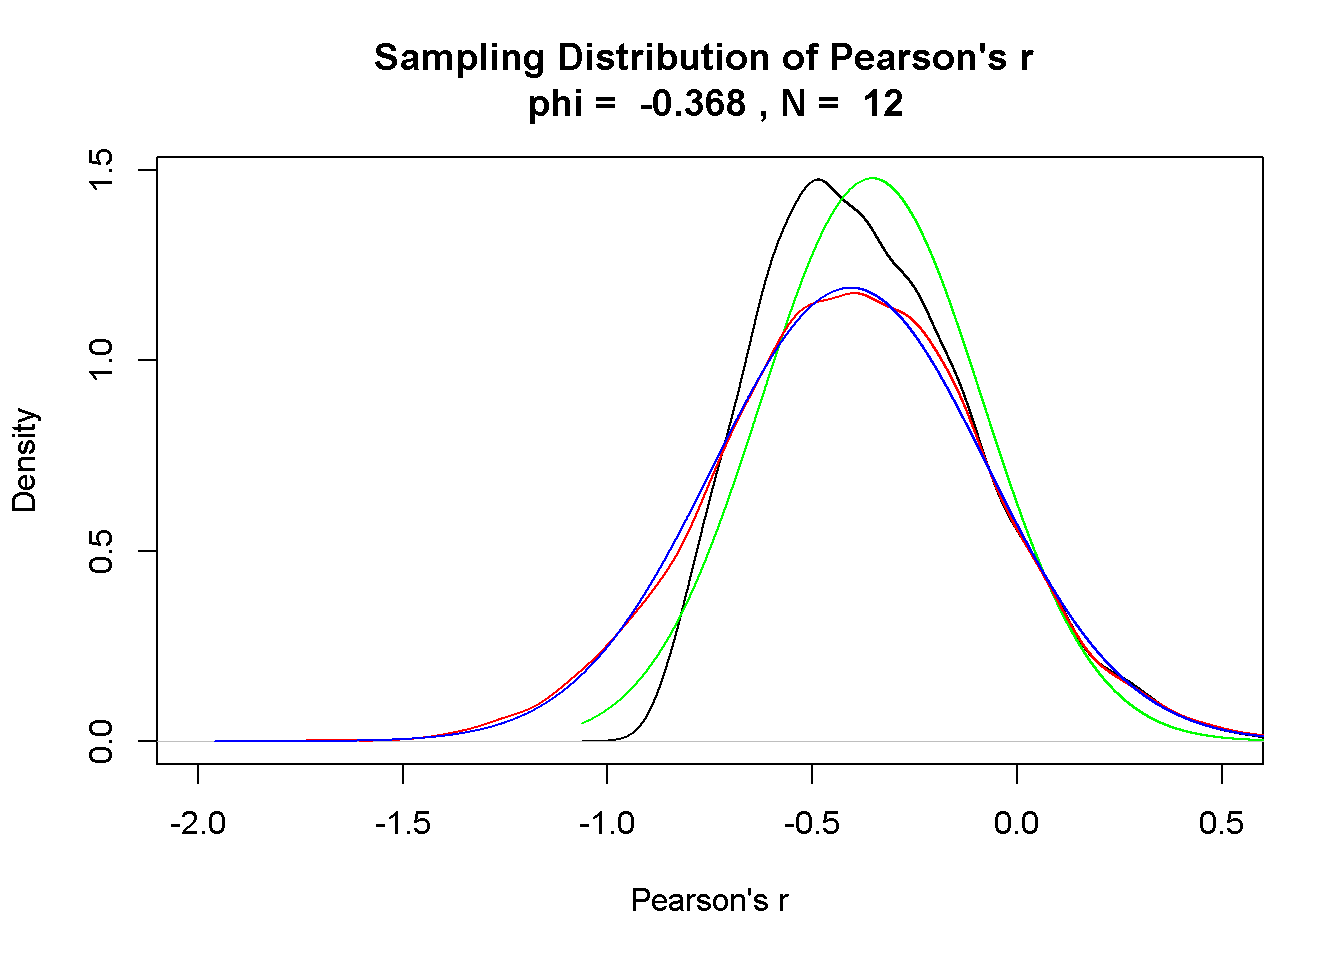 Sampling Distribution of Pearson's r
phi =  -0.368 , N =  12
Density
1.5
1.0
0.5
0.0
-2.0
-1.5
-1.0
-0.5
0.0
0.5
Pearson's r